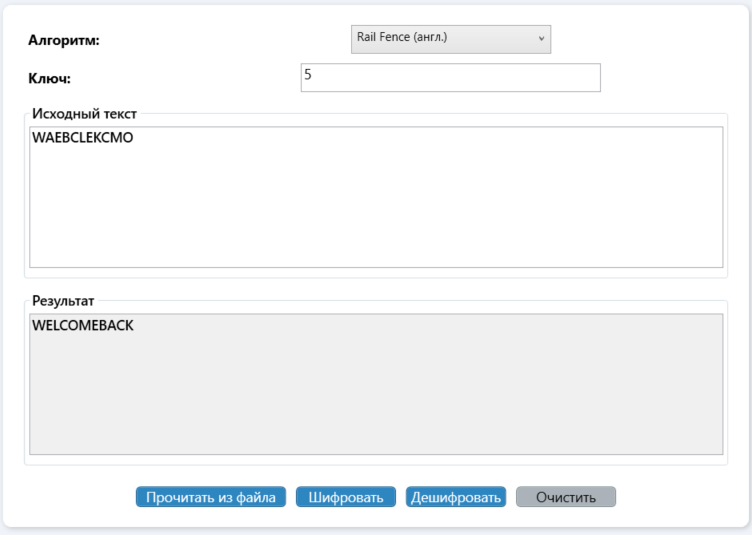 Алгоритм:
Rail Fence (англ.)
Ключ:
5
Исходный текст
WAEBCLEKCMO
Результат
WELCOMEBACK
Прочитать из файла
Шифровать
Дешифровать
Очистить